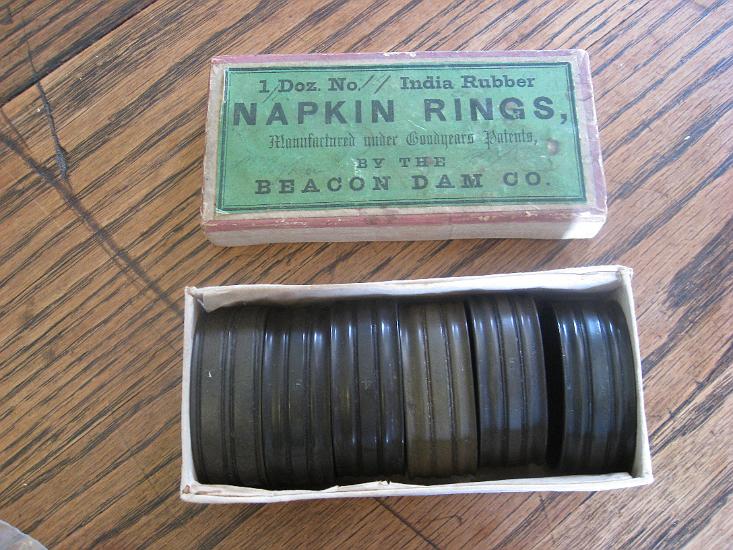 1/ Doz. No. 11 India Rubber
NAPKIN RINGS,
Manufactured under Goodyears Patents,
BY THE
BEACON DAM CO.